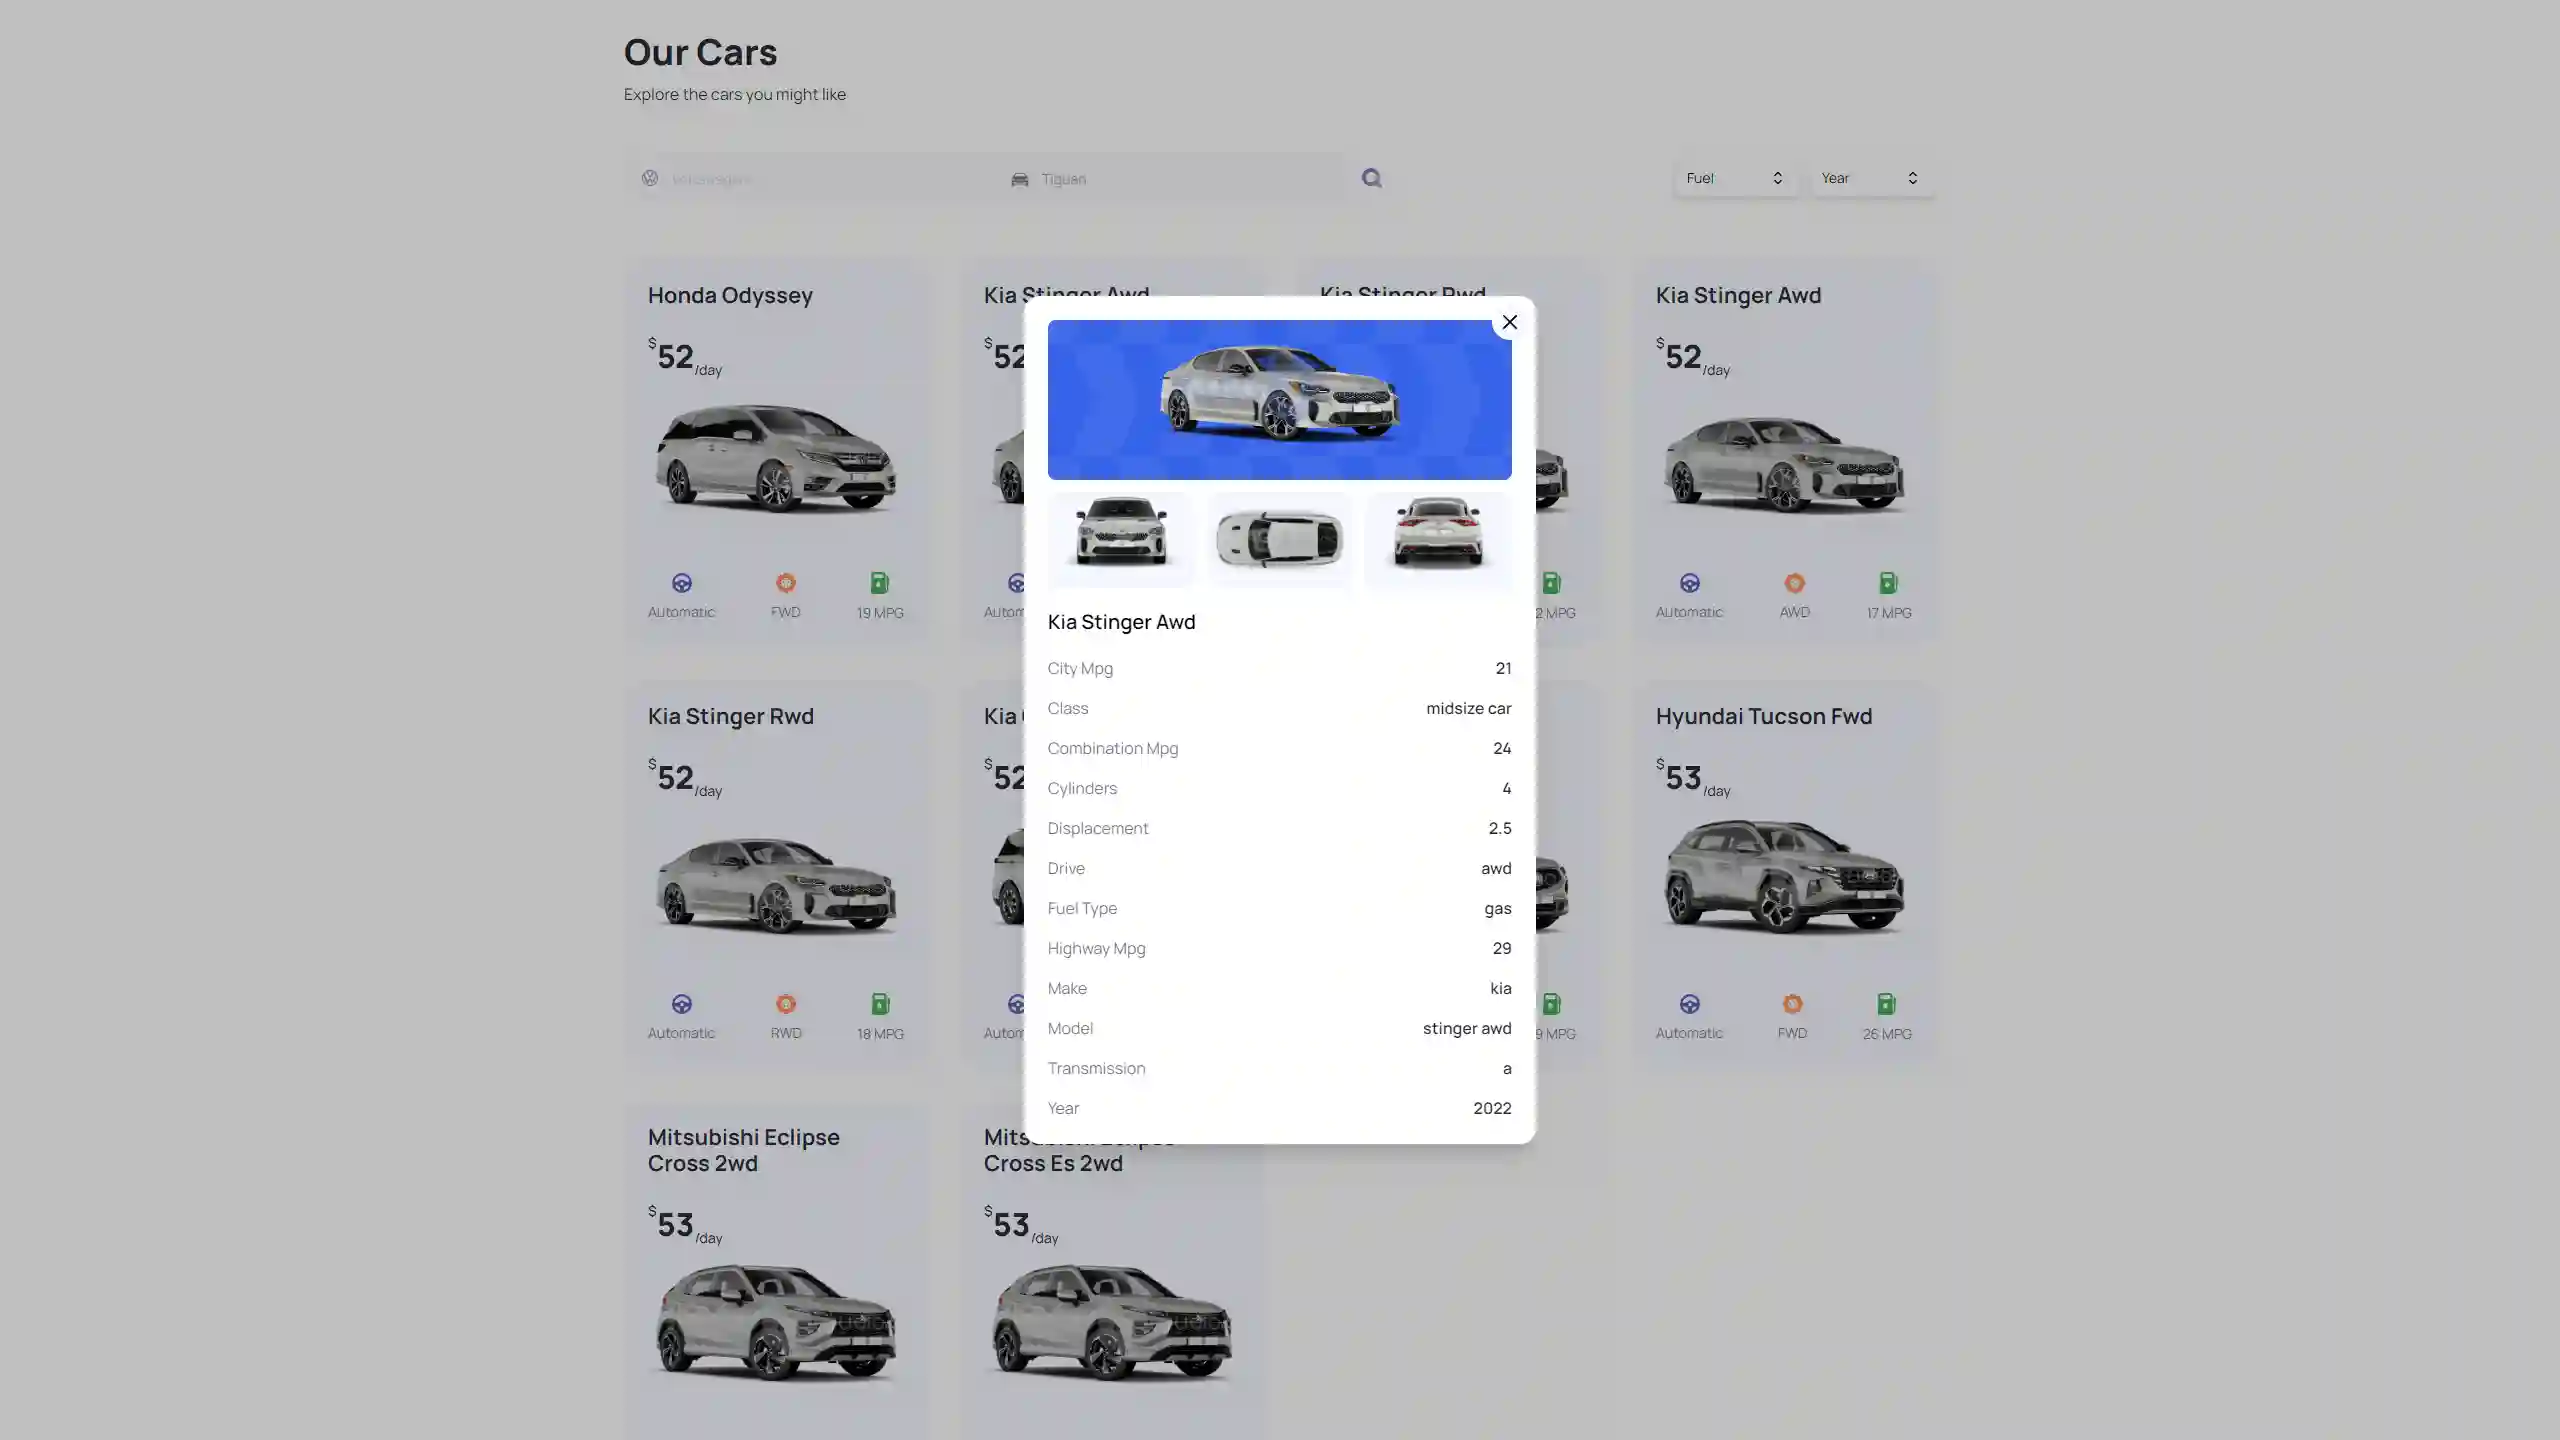 Our Cars
Explore the cars you might like
Volkswagen
Tiguan
Fuel
Year
Honda Odyssey
Kia Stinger Awd
Kia Stinger Rwd
Kia Stinger Awd
$52/day
$52
$52/day
Automatic
FWD
19 MPG
2 MPG
Automatic
AWD
17 MPG
Kia Stinger Awd
City Mpg 21
Class midsize car
Combination Mpg 24
Cylinders 4
Displacement 2.5
Drive awd
Fuel Type gas
Highway Mpg 29
Make kia
Model stinger awd
Transmission a
Year 2022
Kia Stinger Rwd
Kia
Hyundai Tucson Fwd
$52/day
$52
$53/day
Automatic
RWD
18 MPG
9 MPG
Automatic
FWD
26 MPG
Mitsubishi Eclipse
Cross 2wd
Mitsubishi Eclipse
Cross Es 2wd
$53/day
$53/day